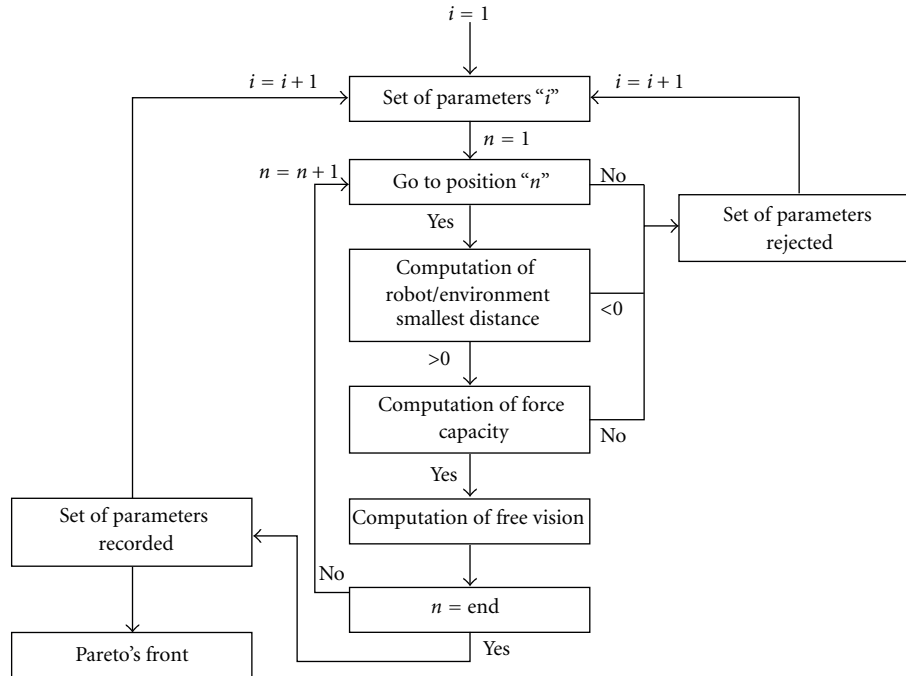 i = 1
i = i + 1
i = i + 1
Set of parameters “i”
n = 1
n = n + 1
Go to position “n”
No
Set of parameters
rejected
Yes
Computation of
robot/environment
smallest distance
<0
>0
Computation of force
capacity
No
Yes
Set of parameters
recorded
Computation of free vision
No
n = end
Yes
Pareto’s front